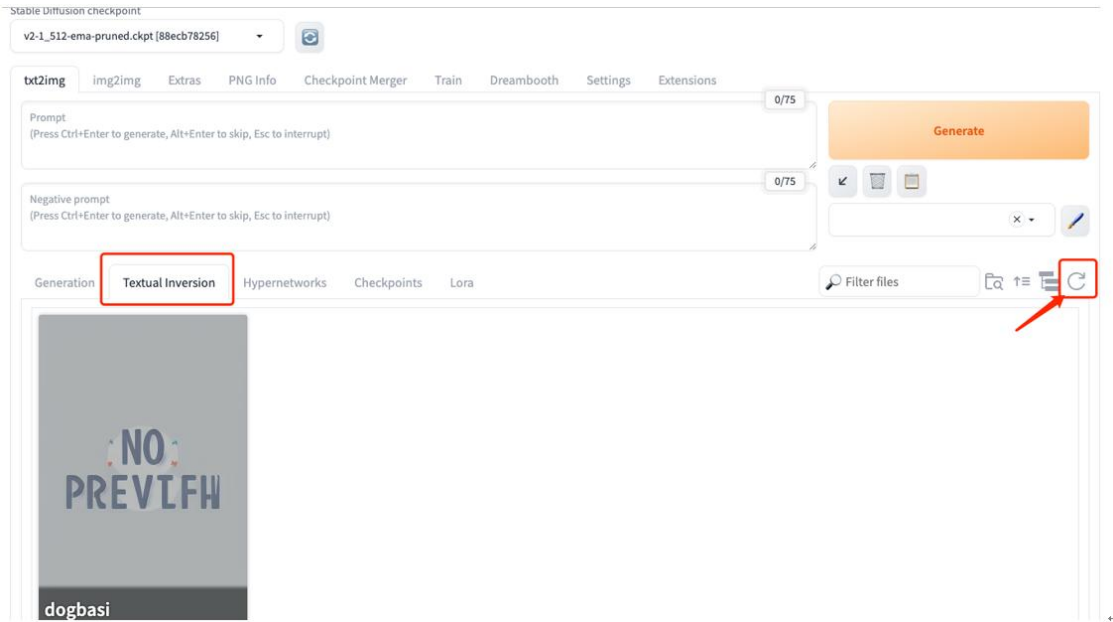 Stable Diffusion checkpoint
v2-1_512-ema-pruned.ckpt [88ecb78256]
txt2img img2img Extras PNG Info Checkpoint Merger Train Dreambooth Settings Extensions
0/75
Prompt
(Press Ctrl+Enter to generate, Alt+Enter to skip, Esc to interrupt)
Generate
0/75
Negative prompt
(Press Ctrl+Enter to generate, Alt+Enter to skip, Esc to interrupt)
Generation Textual Inversion Hypernetworks Checkpoints Lora Filter files
NO
PREVIFW
dogbasi